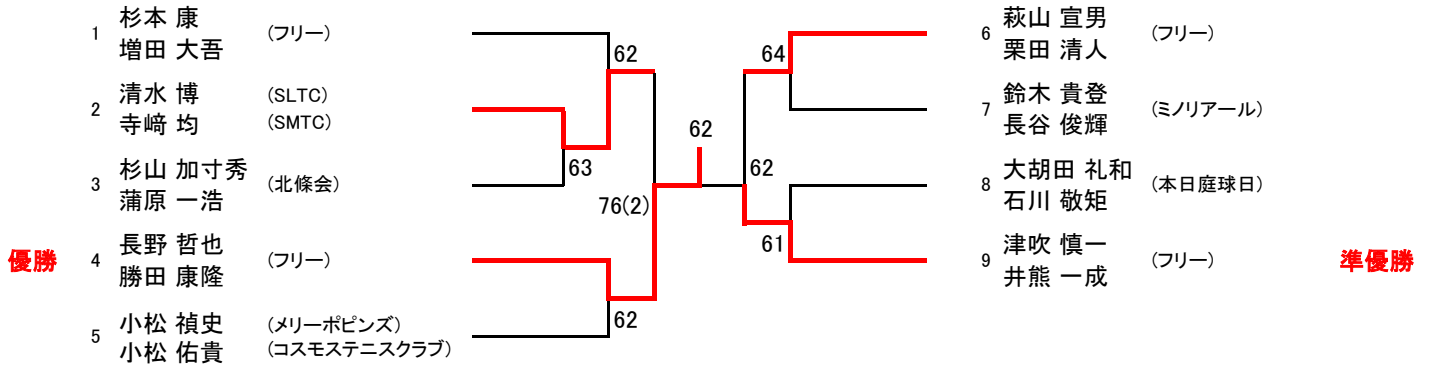 1 杉本 康 (フリー)
増田 大吾
2 清水 博 (SLTC)
寺﨑 均 (SMTC)
3 杉山 加寸秀 (北條会)
蒲原 一浩
優勝 4 長野 哲也 (フリー)
勝田 康隆
5 小松 禎史 (メリーポピンズ)
小松 佑貴 (コスモステニスクラブ)
62
63
76(2)
62
62
64
62
61
6 萩山 宣男 (フリー)
栗田 清人
7 鈴木 貴登 (ミノリアール)
長谷 俊輝
8 大胡田 礼和 (本日庭球日)
石川 敬矩
9 津吹 慎一 (フリー) 準優勝
井熊 一成